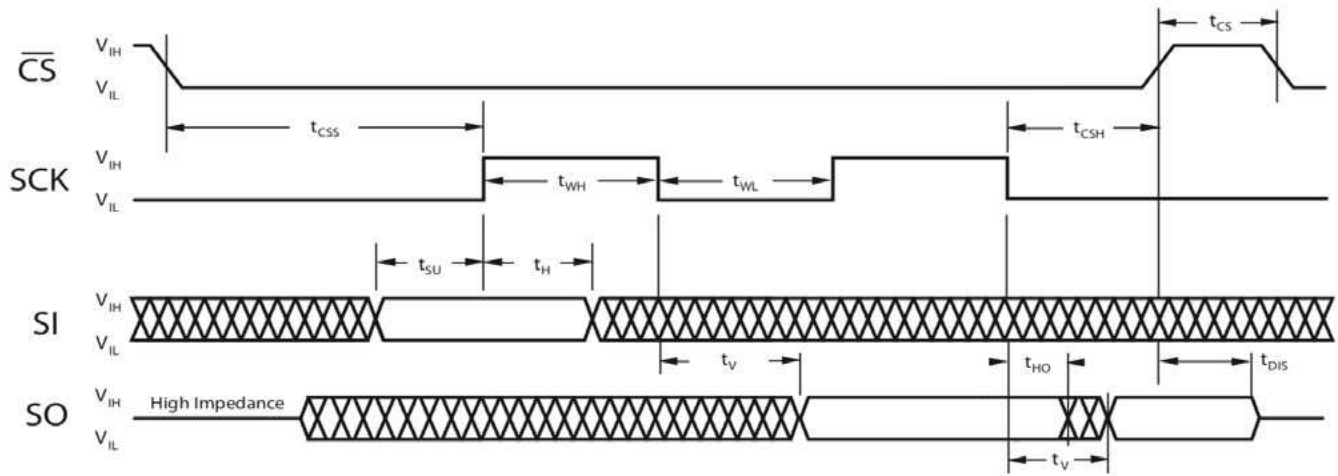 t_CS
V_IH
CS
V_IL
t_CSS
t_CSH
V_IH
SCK
t_WH
t_WL
V_IL
t_SU
t_H
V_IH
SI
V_IL
t_V
t_HO
t_DIS
V_IH
High Impedance
SO
V_IL
t_V